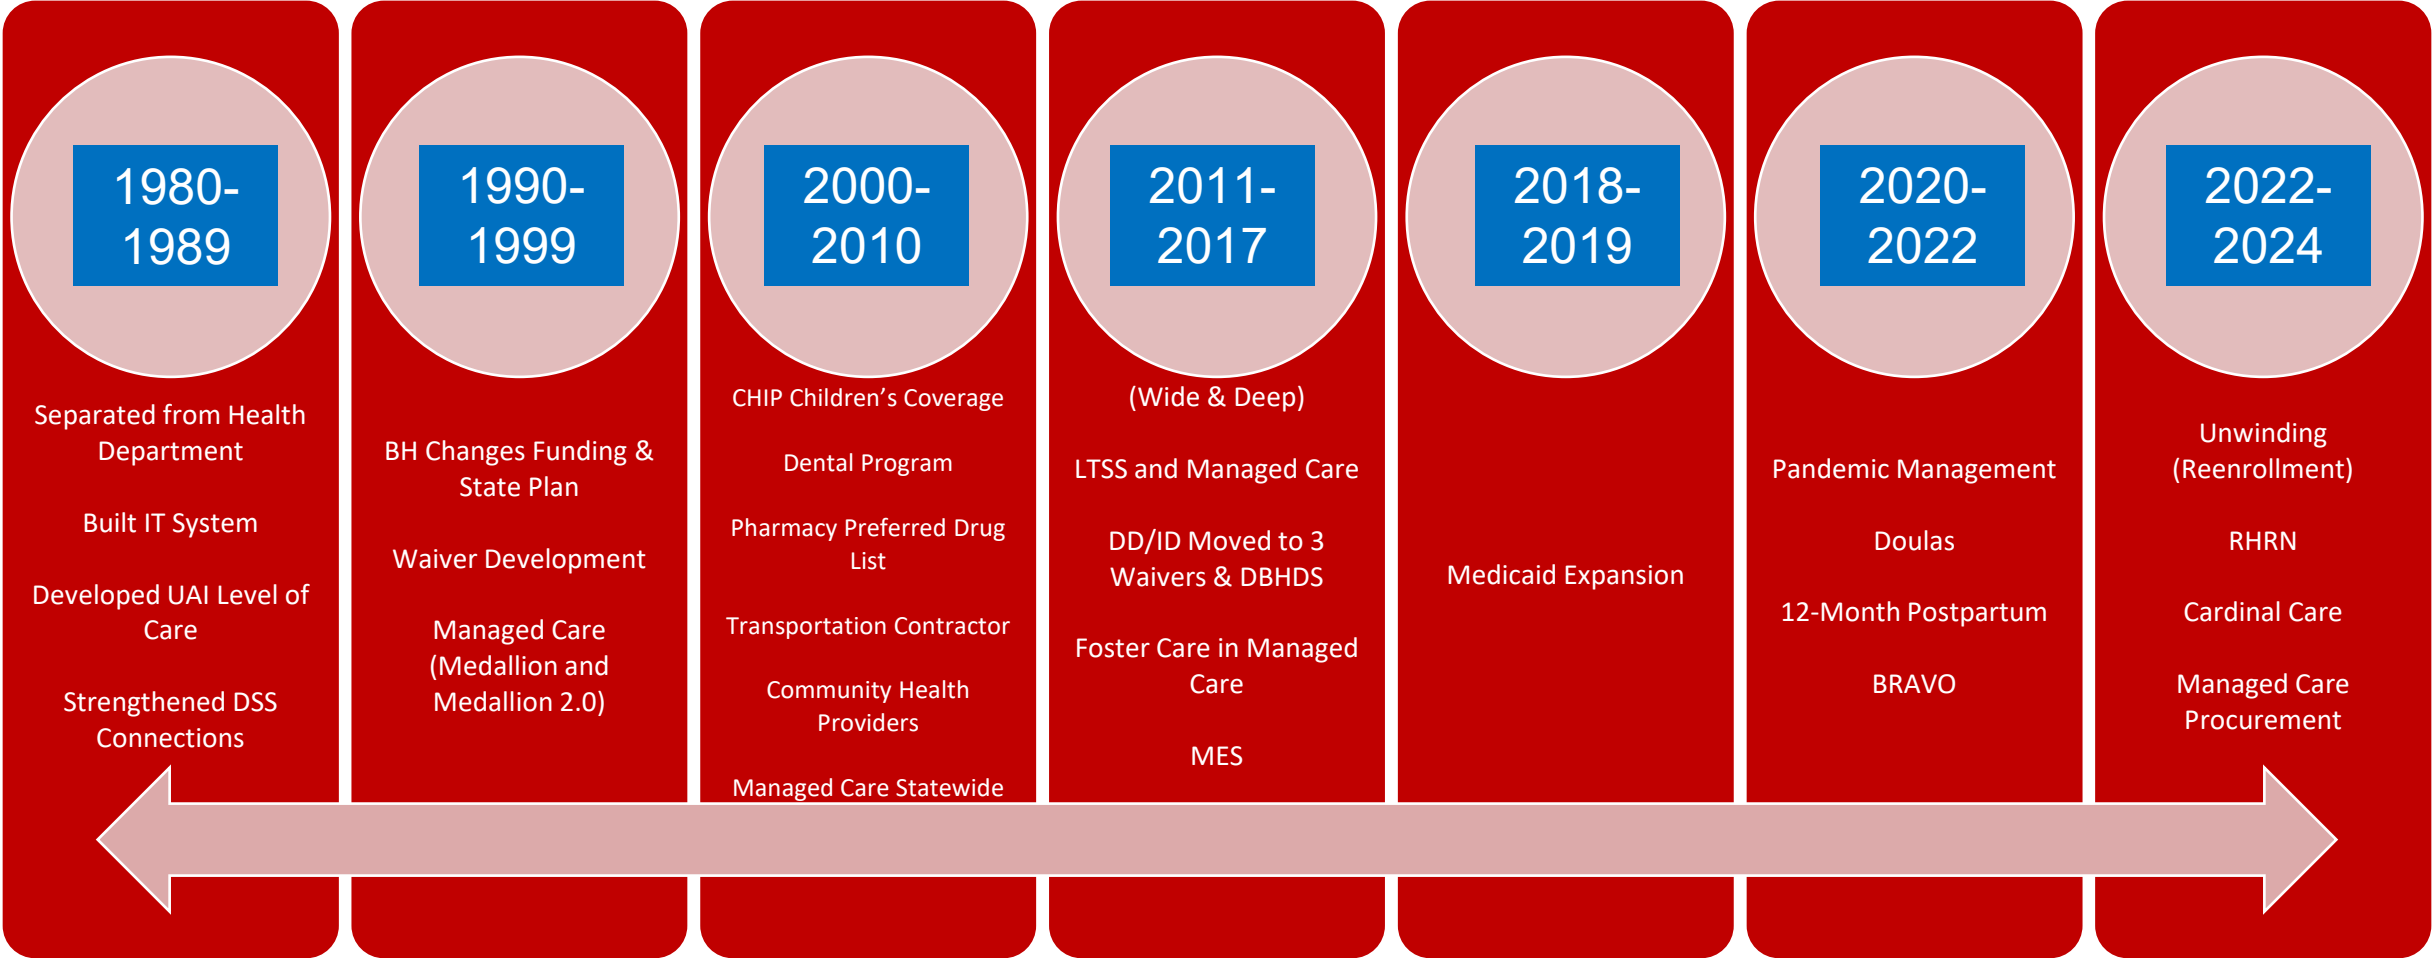 1980-
1989
Separated from Health
Department
Built IT System
Developed UAI Level of
Care
Strengthened DSS
Connections
1990-
1999
BH Changes Funding &
State Plan
Waiver Development
Managed Care
(Medallion and
Medallion 2.0)
2000-
2010
CHIP Children’s Coverage
Dental Program
Pharmacy Preferred Drug
List
Transportation Contractor
Community Health
Providers
Managed Care Statewide
2011-
2017
(Wide & Deep)
LTSS and Managed Care
DD/ID Moved to 3
Waivers & DBHDS
Foster Care in Managed
Care
MES
2018-
2019
Medicaid Expansion
2020-
2022
Pandemic Management
Doulas
12-Month Postpartum
BRAVO
2022-
2024
Unwinding
(Reenrollment)
RHRN
Cardinal Care
Managed Care
Procurement